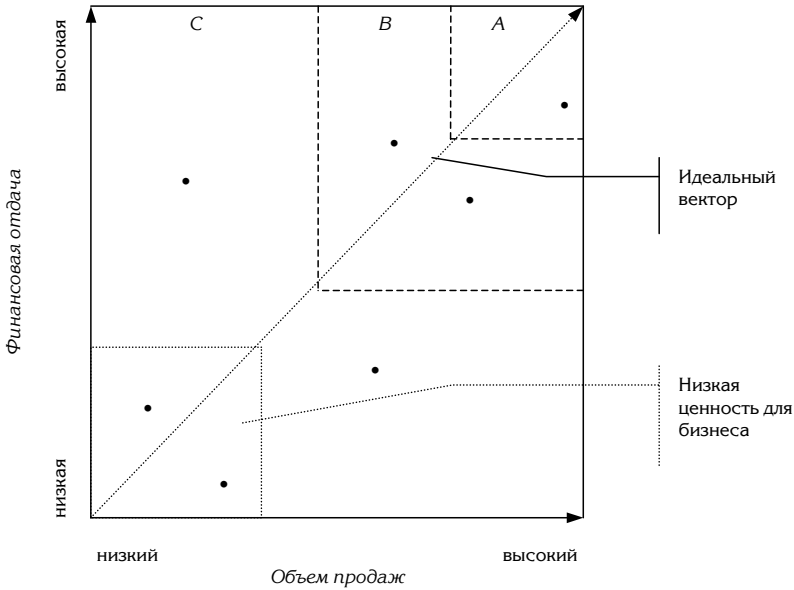 C
B
A
высокая
Финансовая отдача
низкая
Идеальный
вектор
Низкая
ценность для
бизнеса
низкий
высокий
Объем продаж